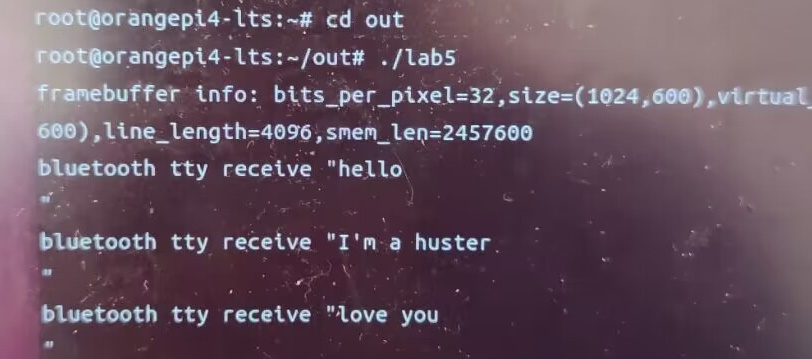 root@orangepi4-lts:~# cd out
root@orangepi4-lts:~/out# ./lab5
framebuffer info: bits_per_pixel=32,size=(1024,600),virtual
600),line_length=4096,smem_len=2457600
bluetooth tty receive "hello
"
bluetooth tty receive "I'm a huster
"
bluetooth tty receive "love you
"